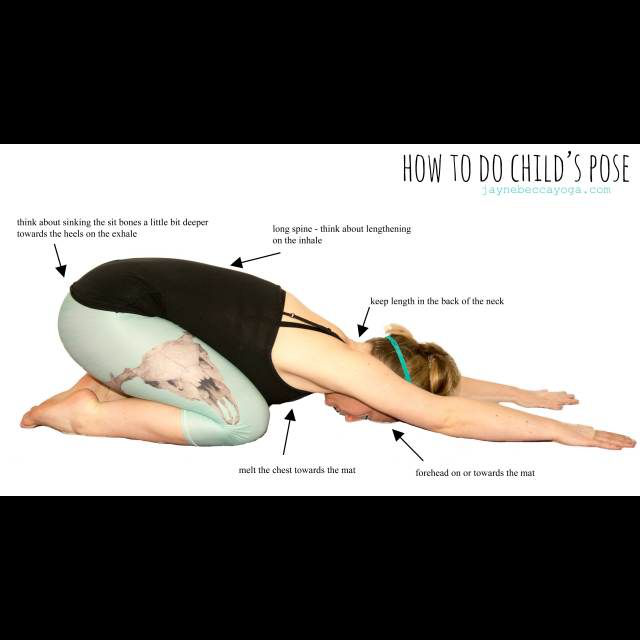 HOW TO DO CHILD'S POSE
jaynebeccayoga.com
think about sinking the sit bones a little bit deeper
towards the heels on the exhale
long spine - think about lengthening
on the inhale
keep length in the back of the neck
melt the chest towards the mat
forehead on or towards the mat